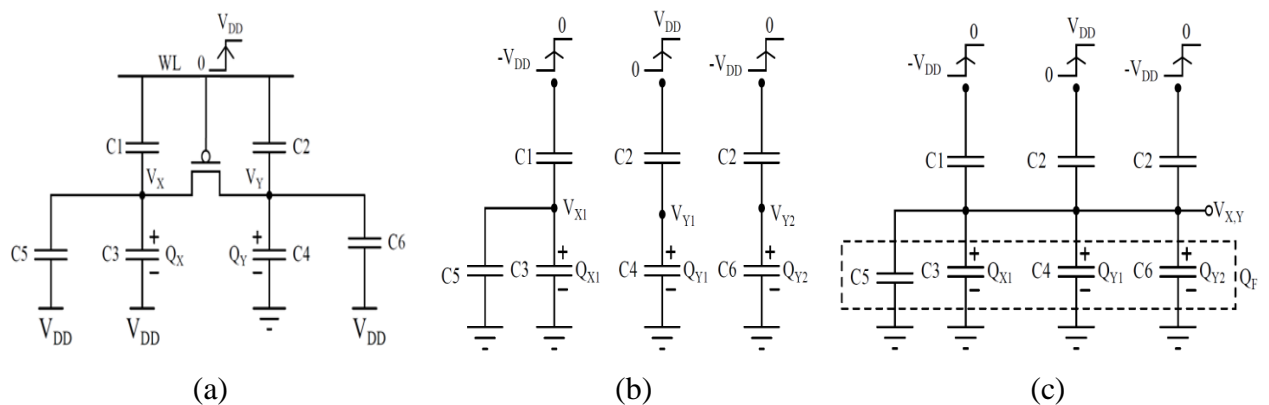 V_DD
WL 0
C1 C2
V_X V_Y
C5 C3 + Q_X - Q_Y + - C4 C6
V_DD V_DD V_DD
(a)
0 V_DD 0
-V_DD 0 -V_DD
C1 C2 C2
V_X1 V_Y1 V_Y2
C5 C3 + Q_X1 - C4 + Q_Y1 - C6 + Q_Y2 -
(b)
0 V_DD 0
-V_DD 0 -V_DD
C1 C2 C2
V_X,Y
C5 C3 + Q_X1 - C4 + Q_Y1 - C6 + Q_Y2 - Q_F
(c)